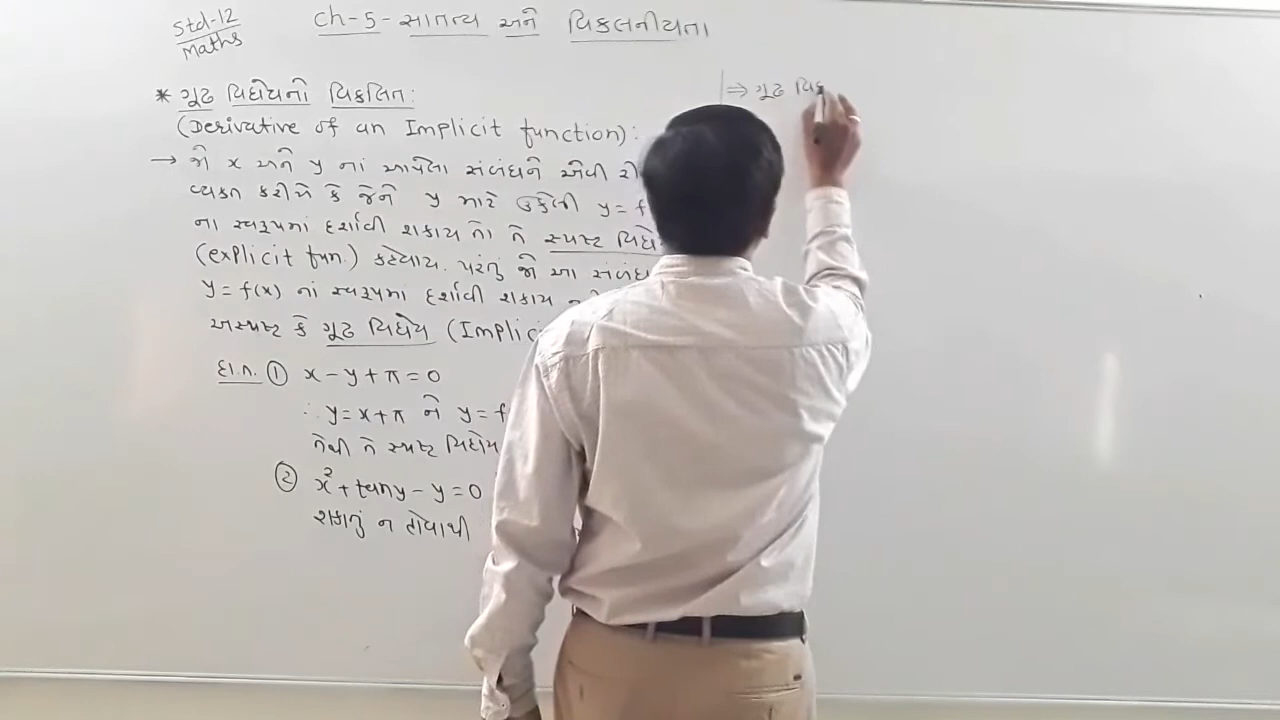 Std-12
Maths
Ch-5-સાતત્ય અને વિકલનીયતા
* ગૂઢ વિધેયનો વિકલિત:
(Derivative of an Implicit function):
→ જો x અને y નાં આપેલા સંબંધને એવી રી
વ્યક્ત કરીએ કે જેને y માટે ઉકેલી y = f
ના સ્વરૂપમાં દર્શાવી શકાય તો તે સ્પષ્ટ વિધે
(explicit fun.) કહેવાય. પરંતુ જો આ સંબંધ
y = f(x) નાં સ્વરૂપમાં દર્શાવી શકાય ન
અસ્પષ્ટ કે ગૂઢ વિધેય (Implic
દા.ત. ① x - y + π = 0
∴ y = x + π ને y = f
તેથી તે સ્પષ્ટ વિધેય
② x² + tany - y = 0
શકાતું ન હોવાથી
⇒ ગૂઢ વિક